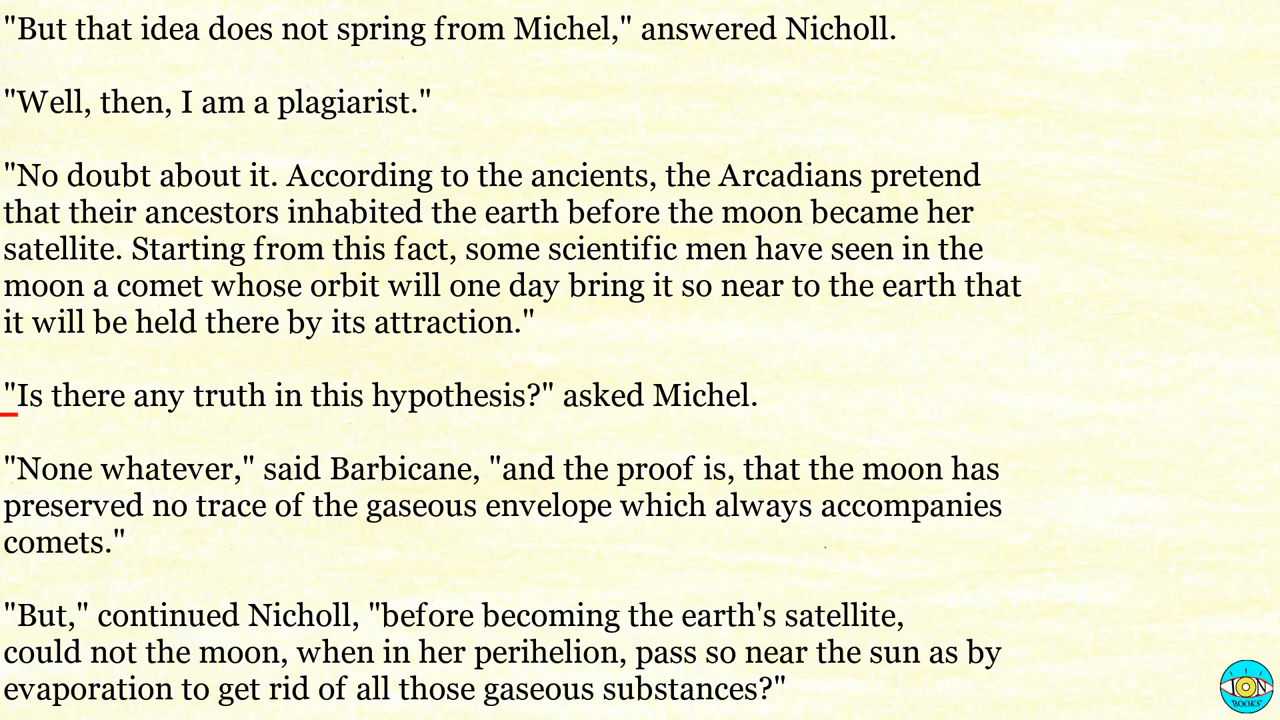 "But that idea does not spring from Michel," answered Nicholl.
"Well, then, I am a plagiarist."
"No doubt about it. According to the ancients, the Arcadians pretend
that their ancestors inhabited the earth before the moon became her
satellite. Starting from this fact, some scientific men have seen in the
moon a comet whose orbit will one day bring it so near to the earth that
it will be held there by its attraction."
"Is there any truth in this hypothesis?" asked Michel.
"None whatever," said Barbicane, "and the proof is, that the moon has
preserved no trace of the gaseous envelope which always accompanies
comets."
"But," continued Nicholl, "before becoming the earth's satellite,
could not the moon, when in her perihelion, pass so near the sun as by
evaporation to get rid of all those gaseous substances?"
ION
BOOKS